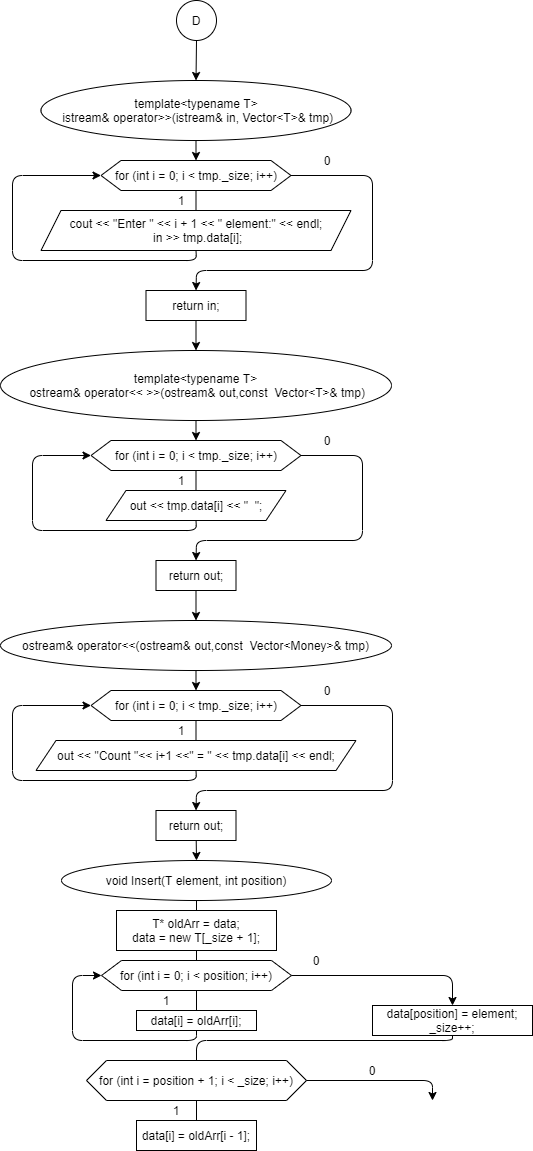 D
template<typename T>
istream& operator>>(istream& in, Vector<T>& tmp)
for (int i = 0; i < tmp._size; i++)
0
1
cout << "Enter " << i + 1 << " element:" << endl;
in >> tmp.data[i];
return in;
template<typename T>
ostream& operator<< >>(ostream& out,const  Vector<T>& tmp)
for (int i = 0; i < tmp._size; i++)
0
1
out << tmp.data[i] << "  ";
return out;
ostream& operator<<(ostream& out,const  Vector<Money>& tmp)
for (int i = 0; i < tmp._size; i++)
0
1
out << "Count "<< i+1 <<" = " << tmp.data[i] << endl;
return out;
void Insert(T element, int position)
T* oldArr = data;
data = new T[_size + 1];
for (int i = 0; i < position; i++)
0
1
data[i] = oldArr[i];
data[position] = element;
_size++;
for (int i = position + 1; i < _size; i++)
0
1
data[i] = oldArr[i - 1];